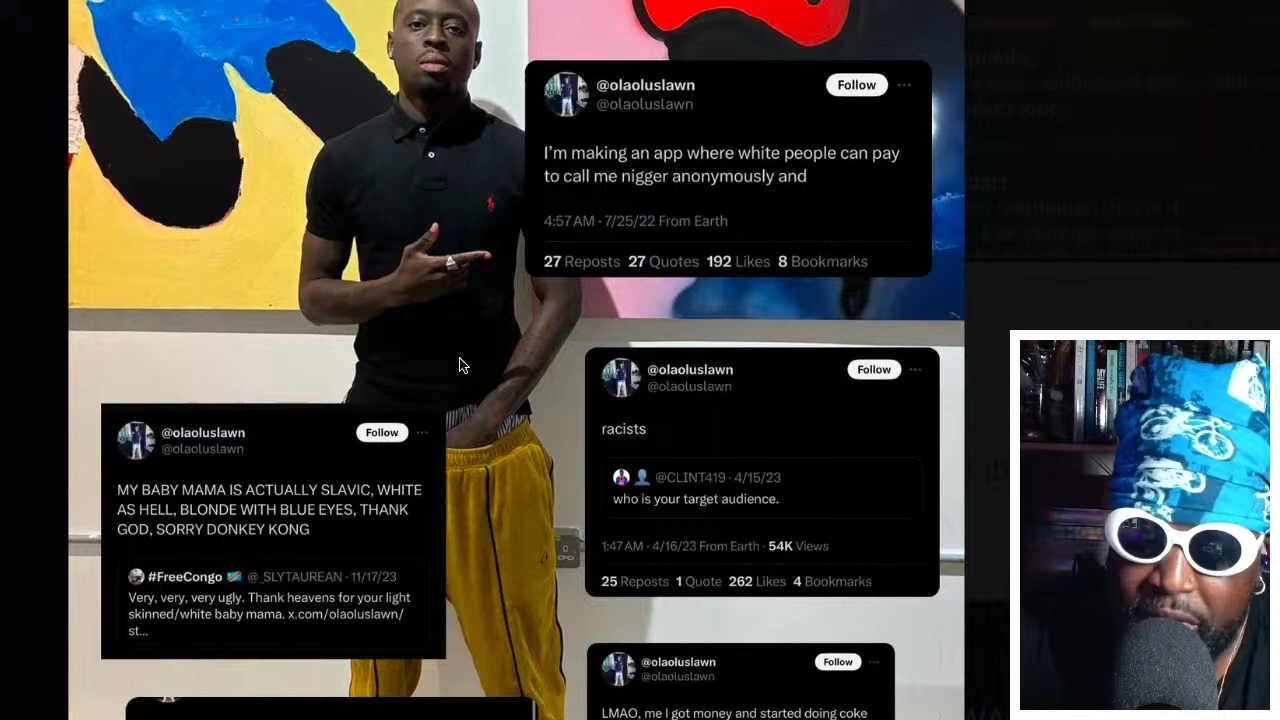 @olaoluslawn
Follow
@olaoluslawn
I'm making an app where white people can pay
to call me nigger anonymously and
4:57 AM · 7/25/22 From Earth
27 Reposts 27 Quotes 192 Likes 8 Bookmarks
@olaoluslawn
Follow
@olaoluslawn
racists
@CLINT419 · 4/15/23
who is your target audience.
1:47 AM · 4/16/23 From Earth · 54K Views
25 Reposts 1 Quote 262 Likes 4 Bookmarks
@olaoluslawn
Follow
@olaoluslawn
MY BABY MAMA IS ACTUALLY SLAVIC, WHITE
AS HELL, BLONDE WITH BLUE EYES, THANK
GOD, SORRY DONKEY KONG
#FreeCongo 🇨🇩 @_SLYTAUREAN · 11/17/23
Very, very, very ugly. Thank heavens for your light
skinned/white baby mama. x.com/olaoluslawn/
st...
@olaoluslawn
Follow
@olaoluslawn
LMAO, me I got money and started doing coke